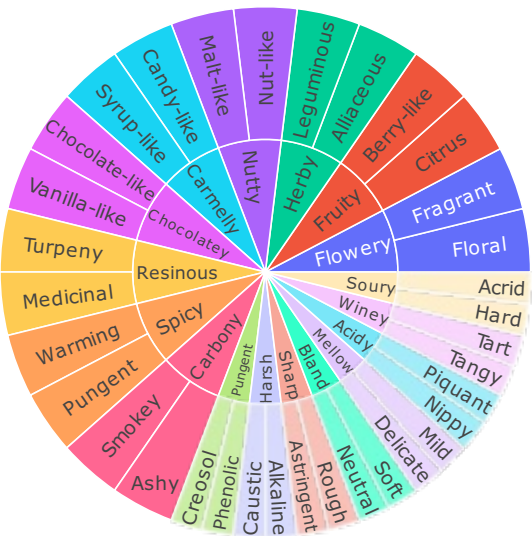 Flowery
Floral
Fragrant
Fruity
Citrus
Berry-like
Herby
Alliaceous
Leguminous
Nutty
Nut-like
Malt-like
Carmelly
Candy-like
Syrup-like
Chocolatey
Chocolate-like
Vanilla-like
Resinous
Turpeny
Medicinal
Spicy
Warming
Pungent
Carbony
Smokey
Ashy
Pungent
Creosol
Phenolic
Harsh
Caustic
Alkaline
Sharp
Astringent
Rough
Bland
Neutral
Soft
Mellow
Delicate
Mild
Acidy
Nippy
Piquant
Winey
Tangy
Tart
Soury
Hard
Acrid